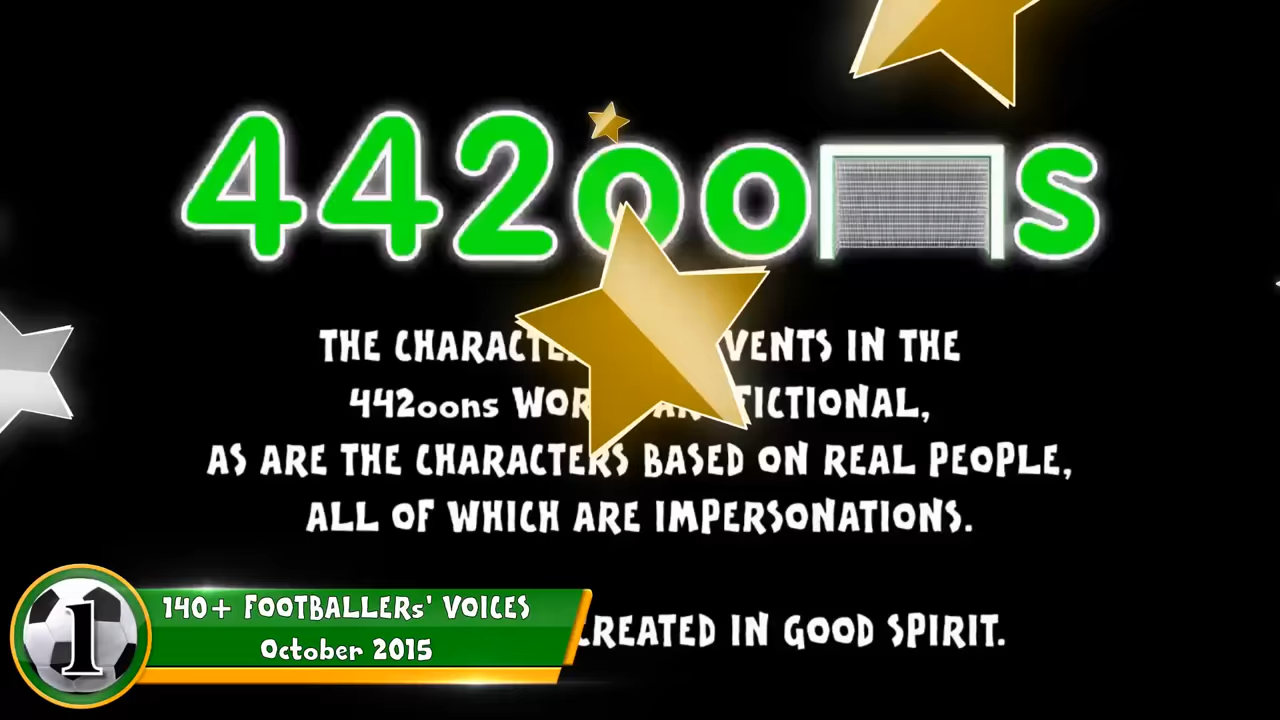 442oons
THE CHARACTE VENTS IN THE
442oons WOR FICTIONAL,
AS ARE THE CHARACTERS BASED ON REAL PEOPLE,
ALL OF WHICH ARE IMPERSONATIONS.
CREATED IN GOOD SPIRIT.
1
140+ FOOTBALLERs' VOICES
October 2015